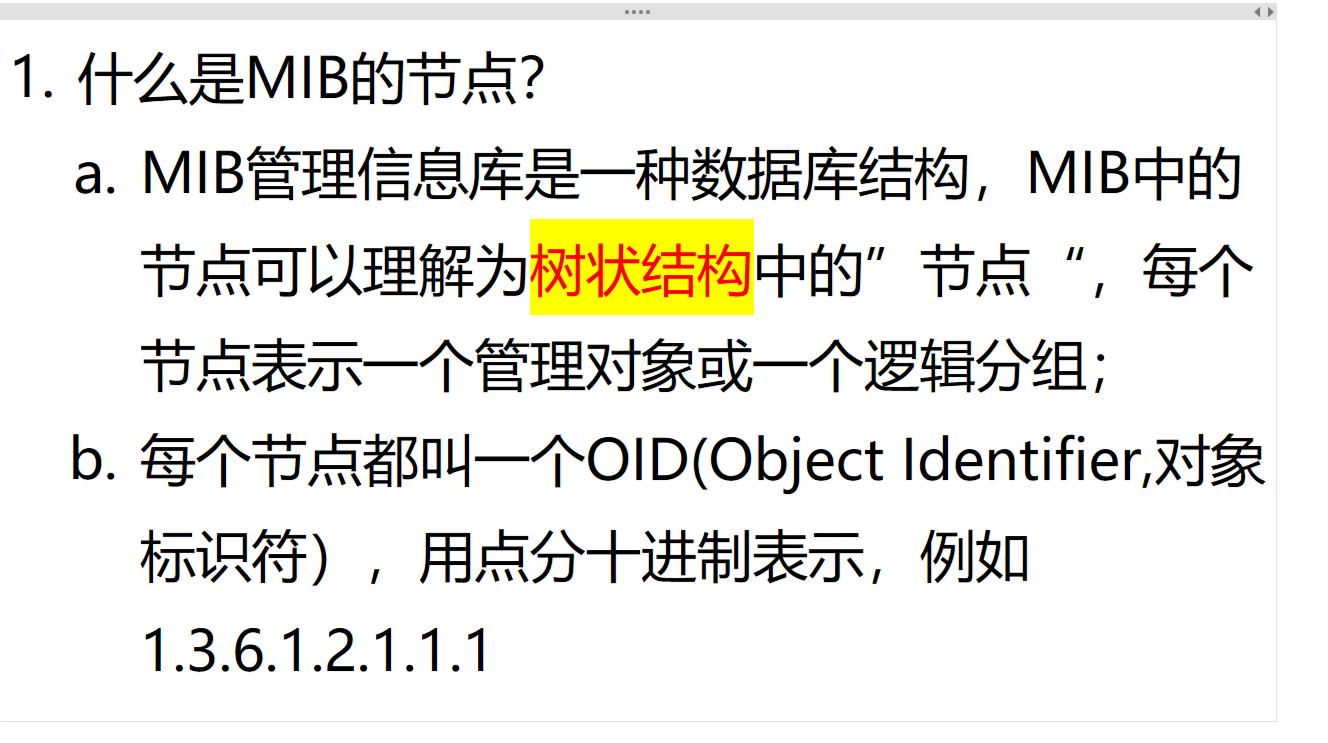 1. 什么是MIB的节点？
a. MIB管理信息库是一种数据库结构，MIB中的
节点可以理解为树状结构中的”节点“，每个
节点表示一个管理对象或一个逻辑分组；
b. 每个节点都叫一个OID(Object Identifier,对象
标识符），用点分十进制表示，例如
1.3.6.1.2.1.1.1